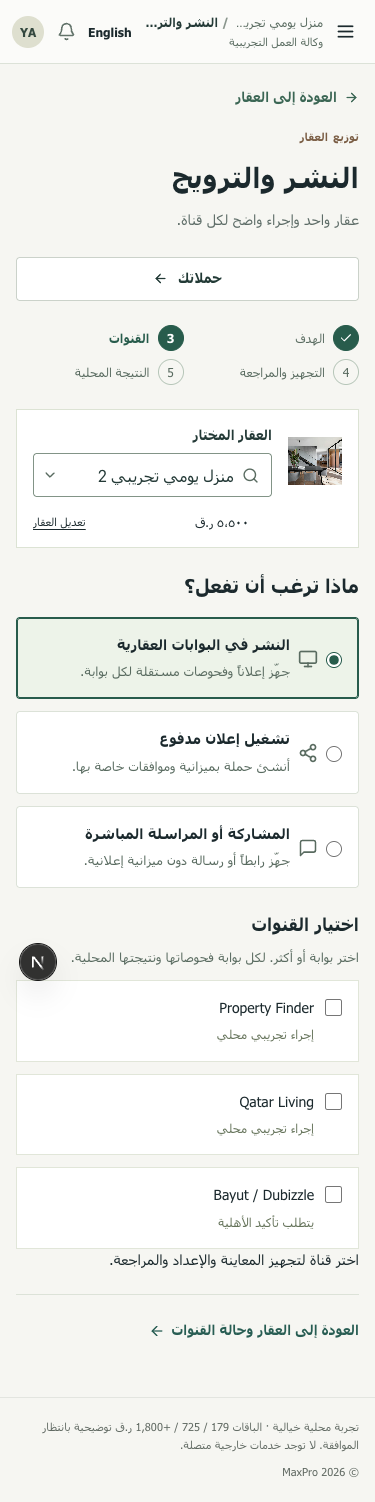 منزل يومي تجريبـ... / النشر والتر...
وكالة العمل التجريبية
English
YA
العودة إلى العقار
توزيع العقار
النشر والترويج
عقار واحد وإجراء واضح لكل قناة.
حملاتك
الهدف
3 القنوات
4 التجهيز والمراجعة
5 النتيجة المحلية
العقار المختار
منزل يومي تجريبي 2
٥،٥٠٠ ر.ق
تعديل العقار
ماذا ترغب أن تفعل؟
النشر في البوابات العقارية
جهّز إعلاناً وفحوصات مستقلة لكل بوابة.
تشغيل إعلان مدفوع
أنشئ حملة بميزانية وموافقات خاصة بها.
المشاركة أو المراسلة المباشرة
جهّز رابطاً أو رسالة دون ميزانية إعلانية.
اختيار القنوات
اختر بوابة أو أكثر. لكل بوابة فحوصاتها ونتيجتها المحلية.
N
Property Finder
إجراء تجريبي محلي
Qatar Living
إجراء تجريبي محلي
Bayut / Dubizzle
يتطلب تأكيد الأهلية
اختر قناة لتجهيز المعاينة والإعداد والمراجعة.
العودة إلى العقار وحالة القنوات
تجربة محلية خيالية · الباقات 179 / 725 / +1,800 ر.ق توضيحية بانتظار
الموافقة. لا توجد خدمات خارجية متصلة.
© 2026 MaxPro